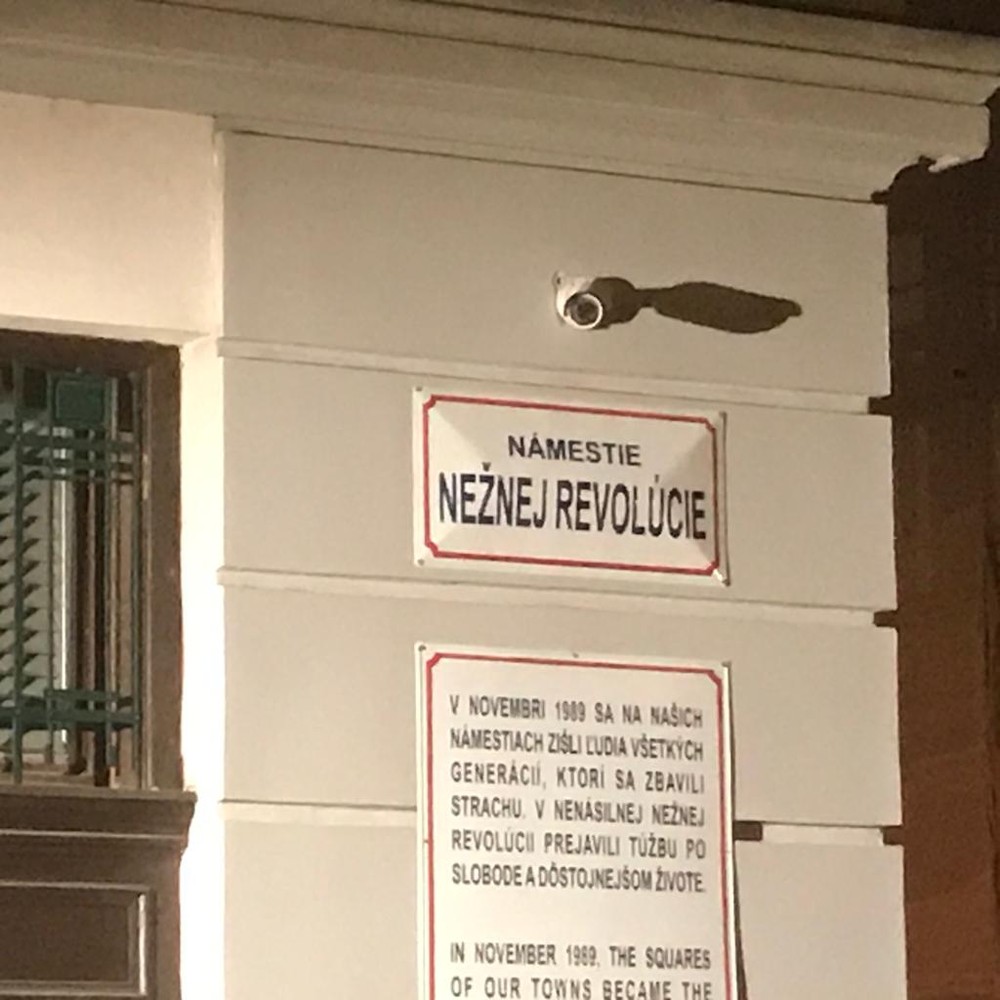 NÁMESTIE
NEŽNEJ REVOLÚCIE
V NOVEMBRI 1989 SA NA NAŠICH
NÁMESTIACH ZIŠLI ĽUDIA VŠETKÝCH
GENERÁCIÍ, KTORÍ SA ZBAVILI
STRACHU. V NENÁSILNEJ NEŽNEJ
REVOLÚCII PREJAVILI TÚŽBU PO
SLOBODE A DÔSTOJNEJŠOM ŽIVOTE.
IN NOVEMBER 1989, THE SQUARES
OF OUR TOWNS BECAME THE